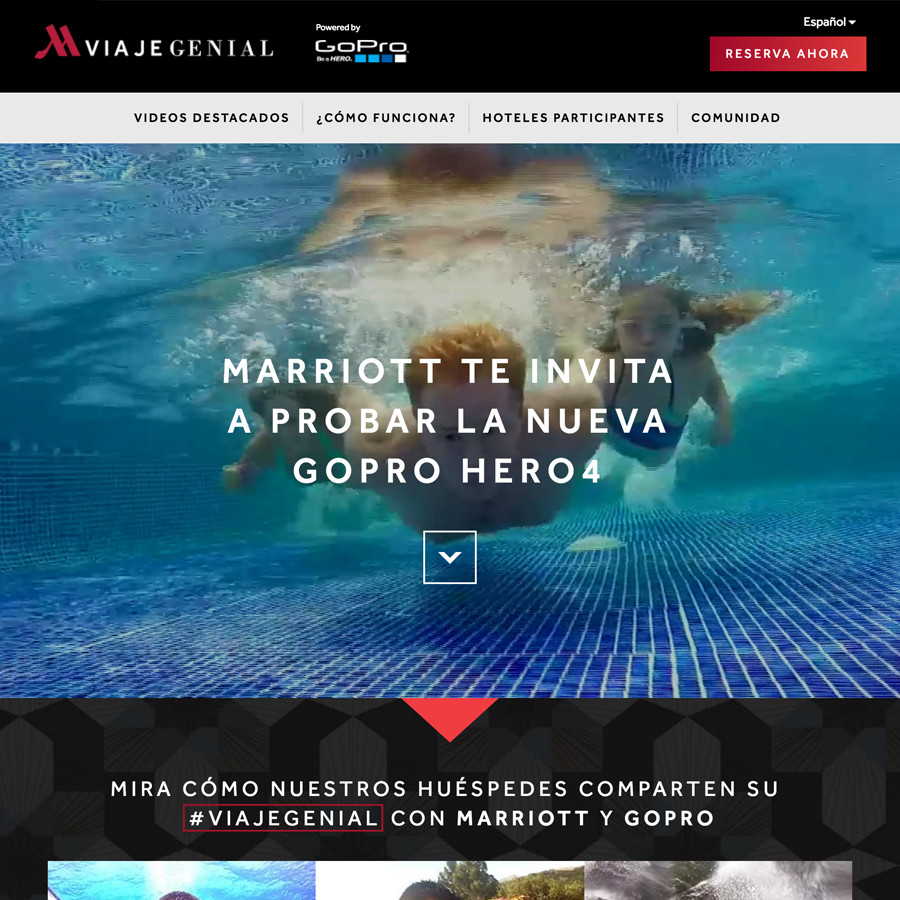 VIAJE GENIAL
Powered by
GoPro
Be a HERO.
Español
RESERVA AHORA
VIDEOS DESTACADOS
¿CÓMO FUNCIONA?
HOTELES PARTICIPANTES
COMUNIDAD
MARRIOTT TE INVITA
A PROBAR LA NUEVA
GOPRO HERO4
MIRA CÓMO NUESTROS HUÉSPEDES COMPARTEN SU
#VIAJEGENIAL CON MARRIOTT Y GOPRO